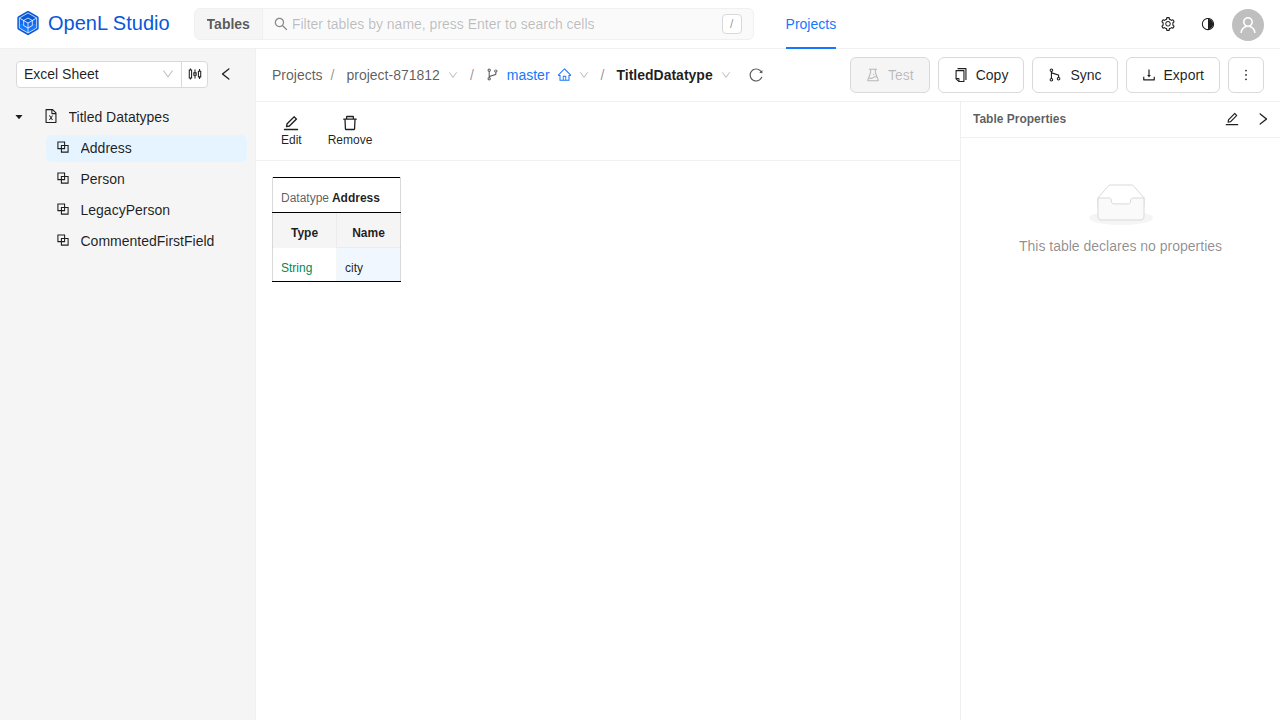 OpenL Studio
Tables
Filter tables by name, press Enter to search cells
/
Projects
Excel Sheet
Projects / project-871812 / master / TitledDatatype
Test
Copy
Sync
Export
Titled Datatypes
Address
Person
LegacyPerson
CommentedFirstField
Edit
Remove
Datatype Address
Type Name
String city
Table Properties
This table declares no properties